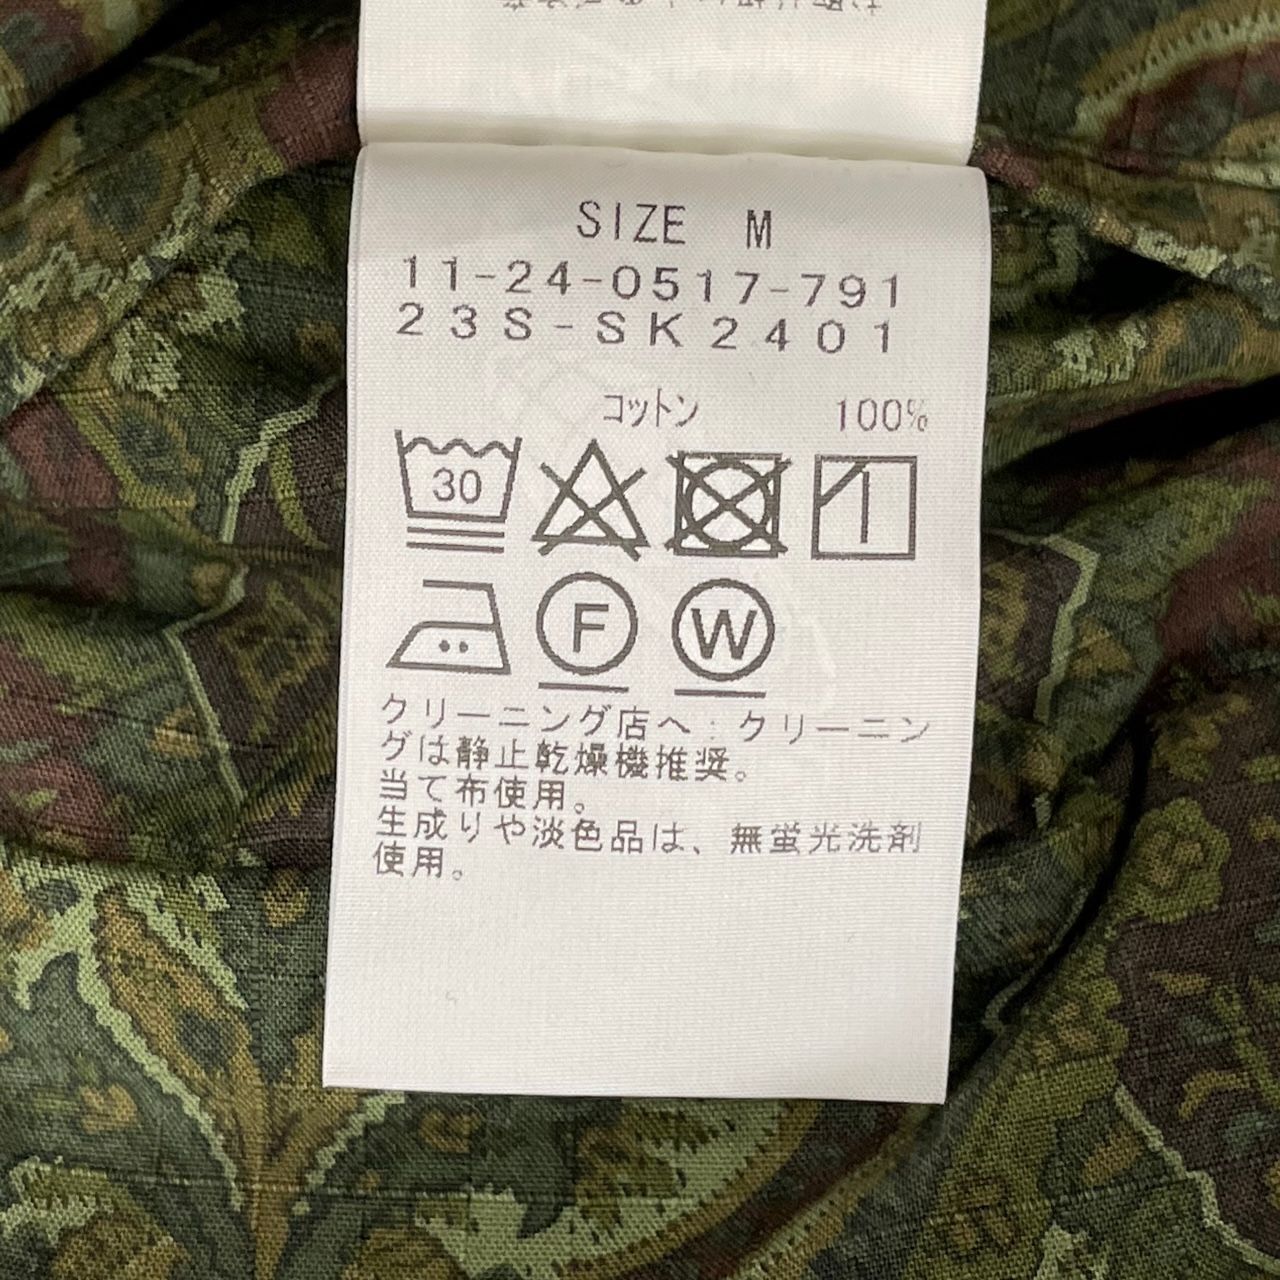 SIZE M
11-24-0517-791
23S-SK2401
コットン 100%
30
F W
クリーニング店へ:クリーニン
グは静止乾燥機推奨。
当て布使用。
生成りや淡色品は、無蛍光洗剤
使用。